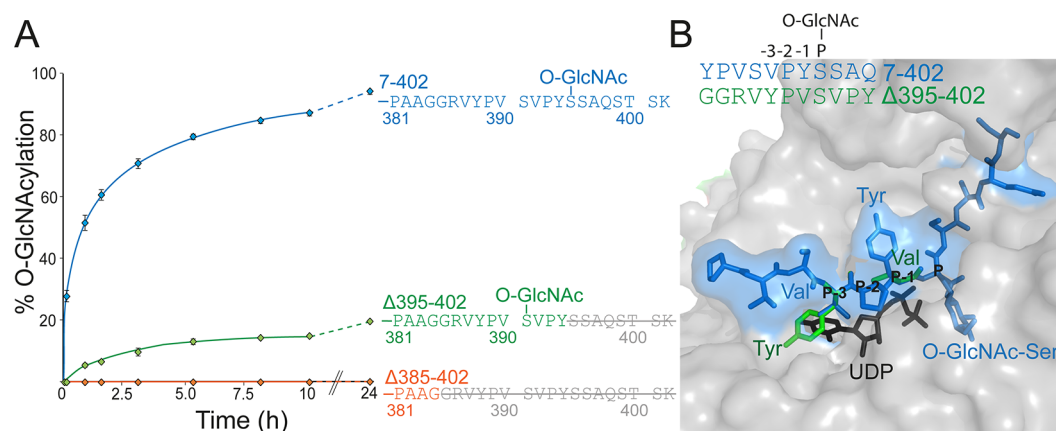 A
% O-GlcNAcylation
100
80
60
40
20
0
2.5
5.0
7.5
10
24
Time (h)
7-402
O-GlcNAc
–PAAGGRVYPV SVPYSSAQST SK
381
390
400
Δ395-402
O-GlcNAc
–PAAGGRVYPV SVPYSSAQST SK
381
390
400
Δ385-402
–PAAGGRVYPV SVPYSSAQST SK
381
390
400
B
O-GlcNAc
-3-2-1 P
YPVSVPYSSAQ 7-402
GGRVYPVSVPY Δ395-402
Tyr
Val
Val
P-3
P-2
P-1
P
Tyr
UDP
O-GlcNAc-Ser